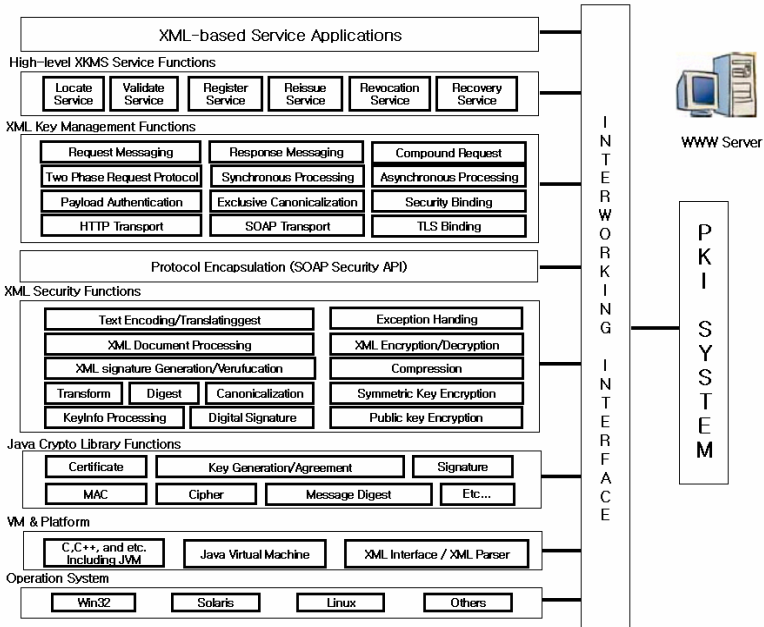 XML-based Service Applications
High-level XKMS Service Functions
Locate Service
Validate Service
Register Service
Reissue Service
Revocation Service
Recovery Service
XML Key Management Functions
Request Messaging
Response Messaging
Compound Request
Two Phase Request Protocol
Synchronous Processing
Asynchronous Processing
Payload Authentication
Exclusive Canonicalization
Security Binding
HTTP Transport
SOAP Transport
TLS Binding
Protocol Encapsulation (SOAP Security API)
XML Security Functions
Text Encoding/Translatinggest
Exception Handing
XML Document Processing
XML Encryption/Decryption
XML signature Generation/Verufucation
Compression
Transform
Digest
Canonicalization
Symmetric Key Encryption
KeyInfo Processing
Digital Signature
Public key Encryption
Java Crypto Library Functions
Certificate
Key Generation/Agreement
Signature
MAC
Cipher
Message Digest
Etc...
VM & Platform
C,C++, and etc.
Including JVM
Java Virtual Machine
XML Interface / XML Parser
Operation System
Win32
Solaris
Linux
Others
INTERWORKING INTERFACE
WWW Server
PKI SYSTEM